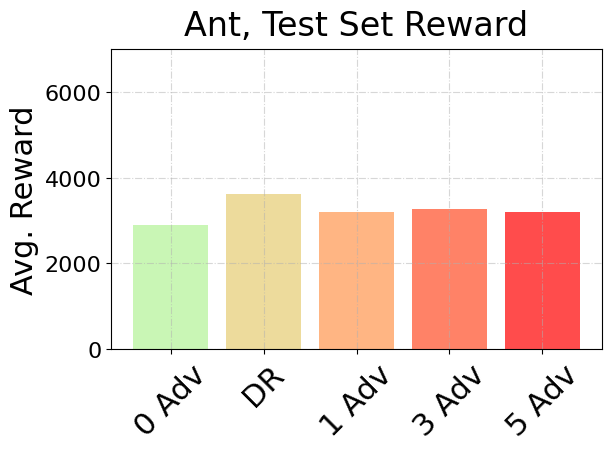 Ant, Test Set Reward
Avg. Reward
6000
4000
2000
0
0 Adv
DR
1 Adv
3 Adv
5 Adv